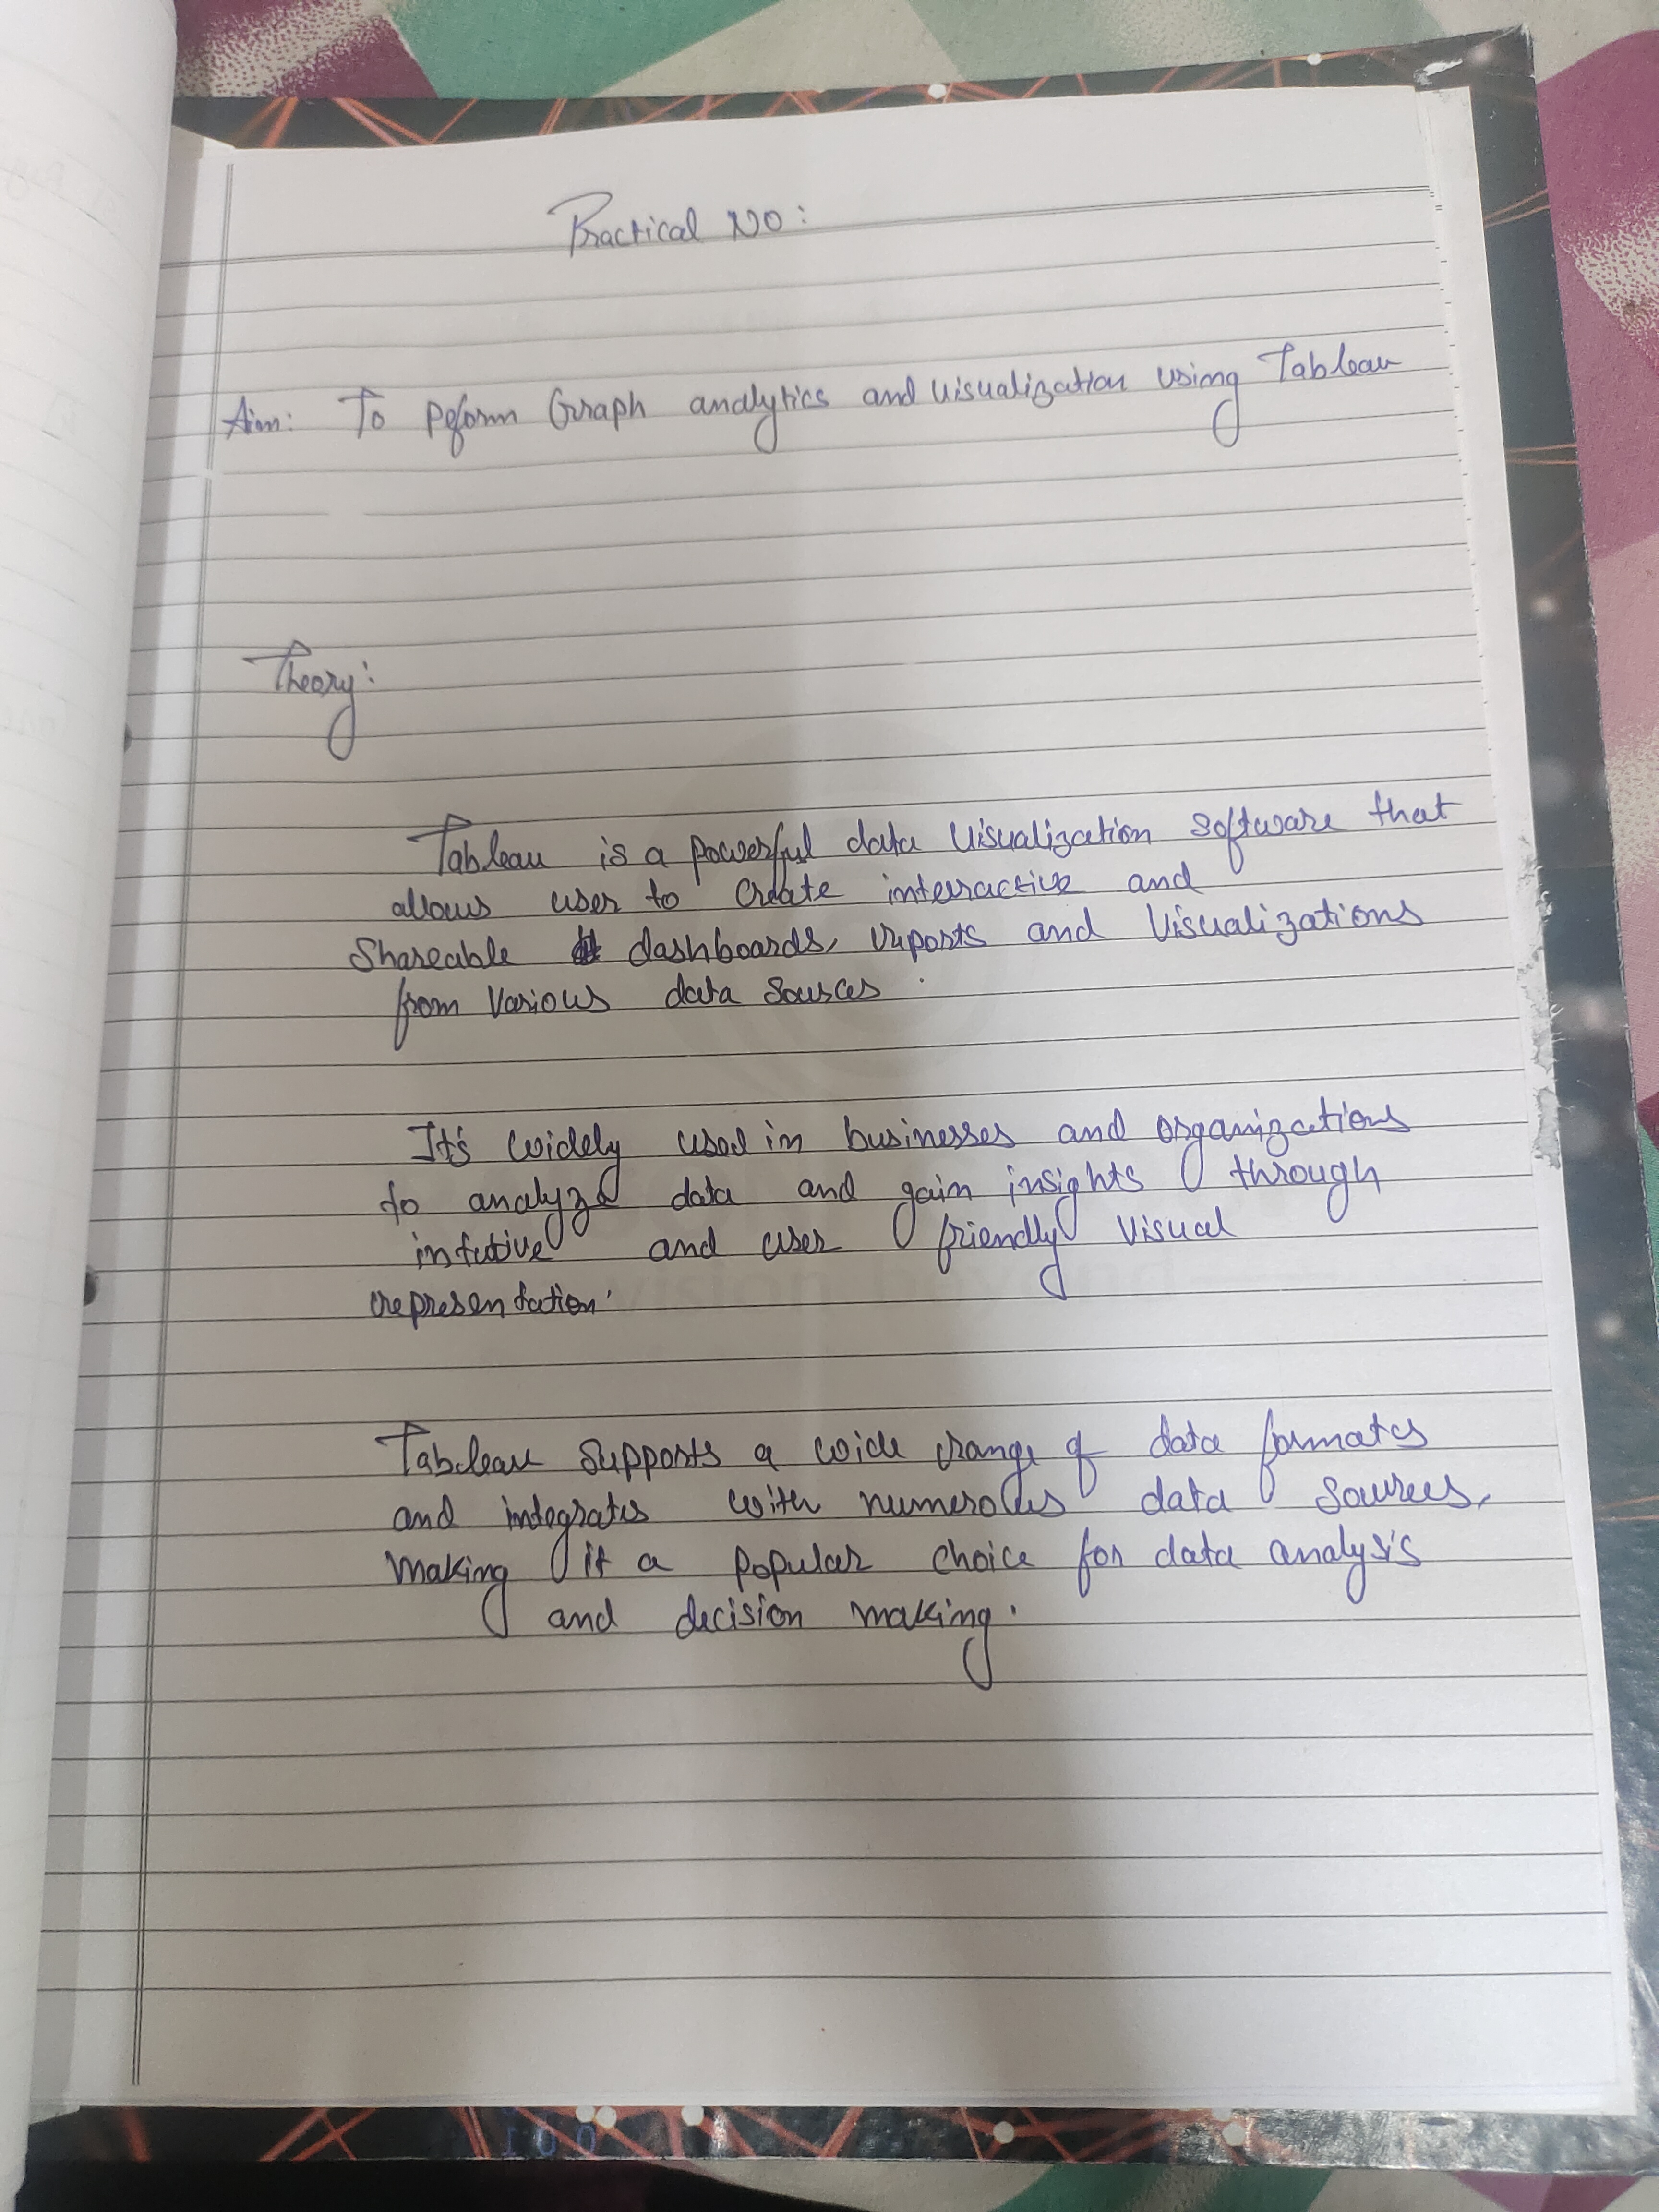 Practical No:
Aim: To Peform Graph analytics and Visualization using Tableau
Theory:
Tableau is a powerful data Visualization software that
allows user to create interactive and
Shareable dashboards, reports and Visualizations
from Various data sources.
It's widely used in businesses and organizations
to analyze data and gain insights through
intutive and user friendly Visual
representation.
Tableau supports a wide range of data formats
and integrates with numerous data sources,
making it a popular choice for data analysis
and decision making.